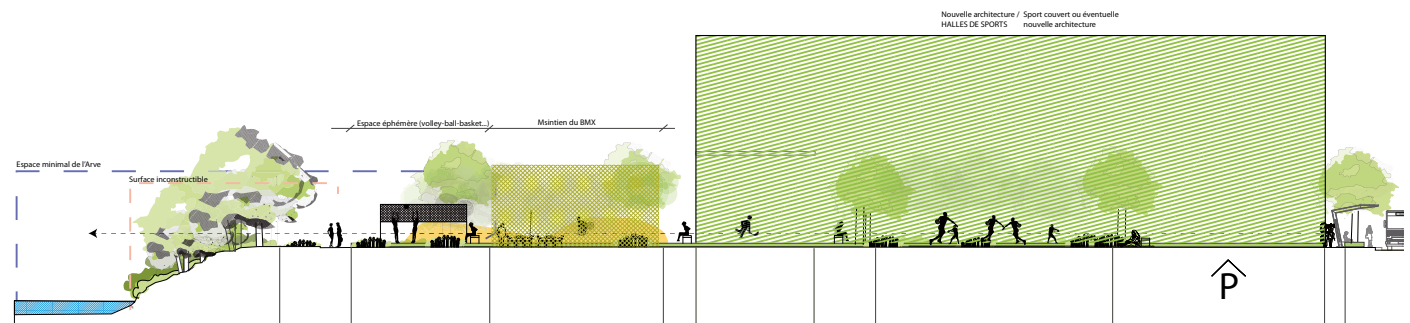 Nouvelle architecture / Sport couvert ou éventuelle
HALLES DE SPORTS nouvelle architecture
Espace éphémère (volley-ball-basket...)
Msintien du BMX
Espace minimal de l'Arve
Surface inconstructible
P